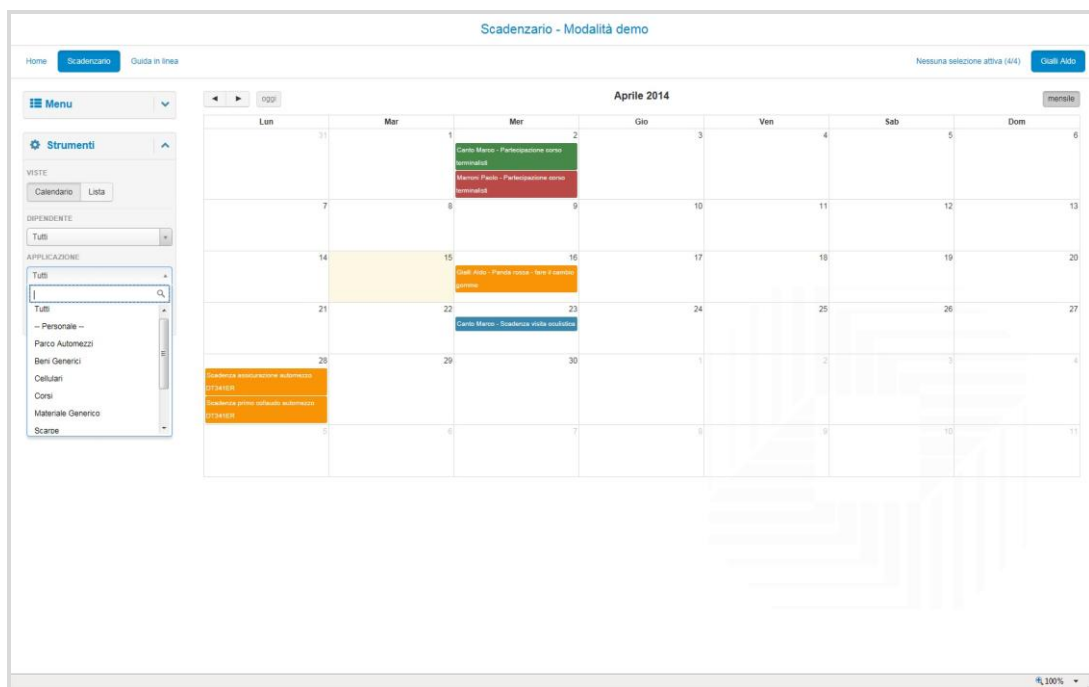 Scadenzario - Modalità demo
Home Scadenzario Guida in linea Nessuna selezione attiva (4/4) Gialli Aldo
Menu
oggi Aprile 2014 mensile
Lun Mar Mer Gio Ven Sab Dom
31 1 2 3 4 5 6
Strumenti
Canto Marco - Partecipazione corso
terminalisti
Marroni Paolo - Partecipazione corso
terminalisti
VISTE
Calendario Lista
7 8 9 10 11 12 13
DIPENDENTE
Tutti
14 15 16 17 18 19 20
APPLICAZIONE
Tutti
Gialli Aldo - Panda rossa - fare il cambio
gomme
21 22 23 24 25 26 27
Tutti
-- Personale --
Parco Automezzi
Beni Generici
Cellulari
Corsi
Materiale Generico
Scarpe
Canto Marco - Scadenza visita oculistica
28 29 30 1 2 3 4
Scadenza assicurazione automezzo
DT341ER
Scadenza primo collaudo automezzo
DT341ER
5 6 7 8 9 10 11
100%